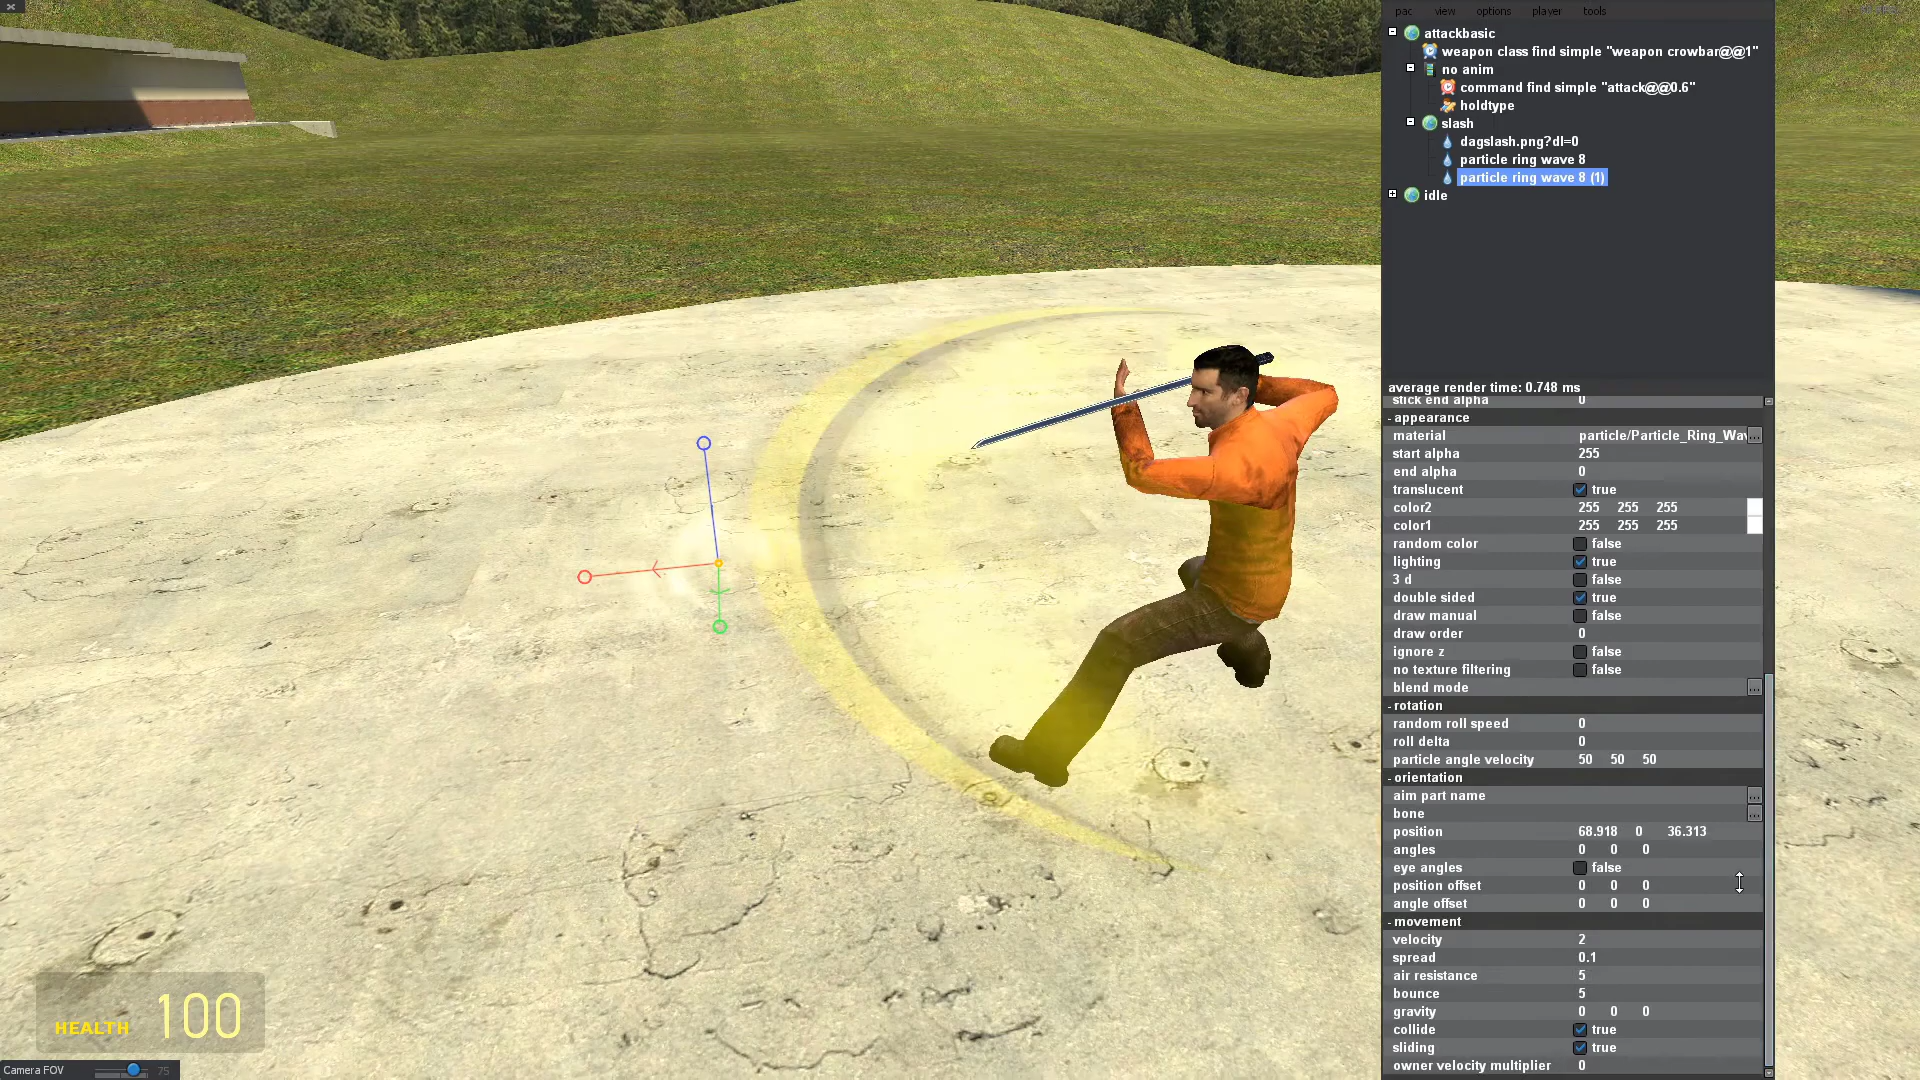 pac view options player tools
attackbasic
weapon class find simple "weapon crowbar@@1"
no anim
command find simple "attack@@0.6"
holdtype
slash
dagslash.png?dl=0
particle ring wave 8
particle ring wave 8 (1)
idle
average render time: 0.748 ms
stick end alpha 0
- appearance
material particle/Particle_Ring_Wav ...
start alpha 255
end alpha 0
translucent true
color2 255 255 255
color1 255 255 255
random color false
lighting true
3 d false
double sided true
draw manual false
draw order 0
ignore z false
no texture filtering false
blend mode ...
- rotation
random roll speed 0
roll delta 0
particle angle velocity 50 50 50
- orientation
aim part name ...
bone ...
position 68.918 0 36.313
angles 0 0 0
eye angles false
position offset 0 0 0
angle offset 0 0 0
- movement
velocity 2
spread 0.1
air resistance 5
bounce 5
gravity 0 0 0
collide true
sliding true
owner velocity multiplier 0
HEALTH 100
Camera FOV 75